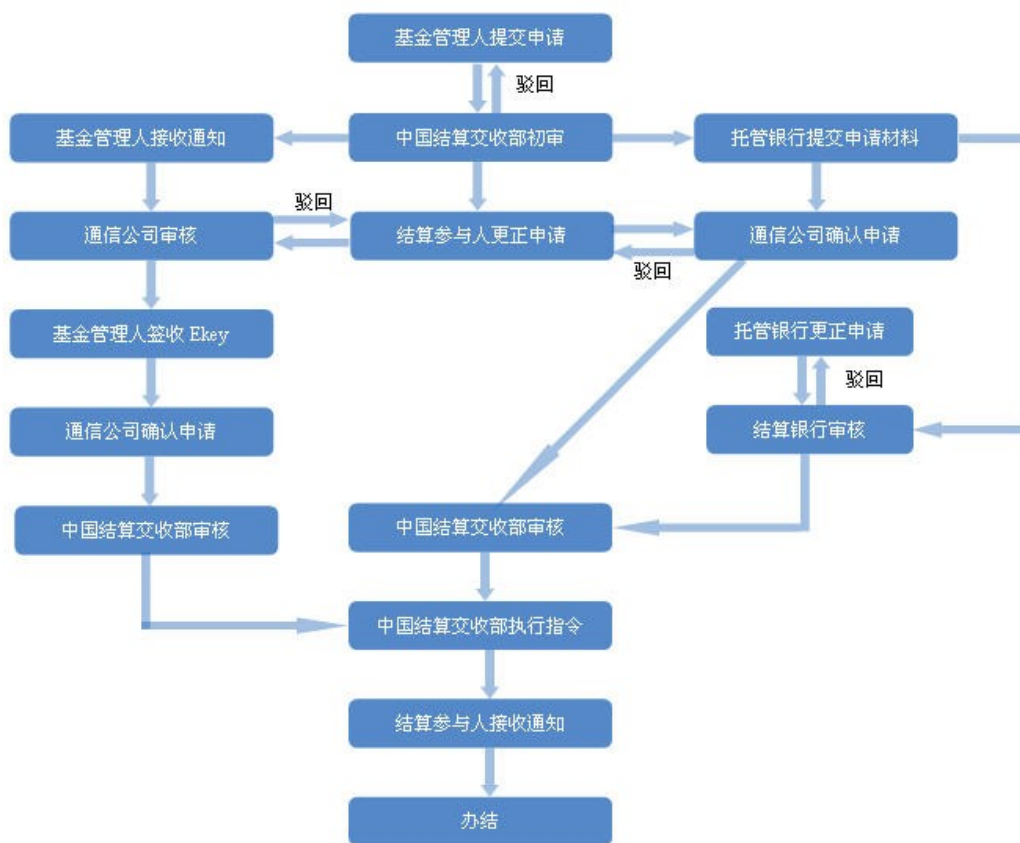 基金管理人提交申请
驳回
基金管理人接收通知
中国结算交收部初审
托管银行提交申请材料
驳回
通信公司审核
结算参与人更正申请
通信公司确认申请
驳回
基金管理人签收 Ekey
托管银行更正申请
驳回
通信公司确认申请
结算银行审核
中国结算交收部审核
中国结算交收部审核
中国结算交收部执行指令
结算参与人接收通知
办结